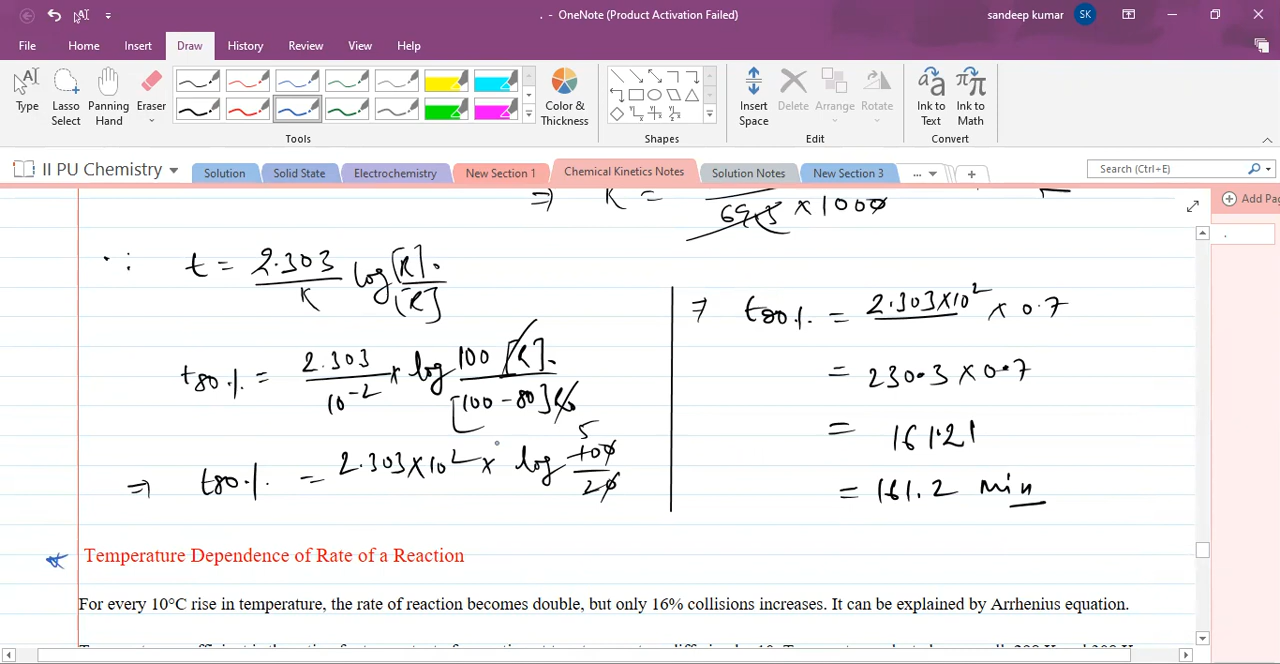 . - OneNote (Product Activation Failed)
sandeep kumar SK
File Home Insert Draw History Review View Help
Type Lasso Select Panning Hand Eraser Color & Thickness Insert Space Delete Arrange Rotate Ink to Text Ink to Math
Tools Shapes Edit Convert
II PU Chemistry Solution Solid State Electrochemistry New Section 1 Chemical Kinetics Notes Solution Notes New Section 3 ... Search (Ctrl+E)
Add Pag
⇒ K =
69.3 × 1000
∴ t = 2.303/K log [R]₀/[R]
t80% = 2.303/10⁻² × log 100 [R]₀/[100 - 80]
⇒ t80% = 2.303×10² × log 100/20
5
⇒ t80% = 2.303×10² × 0.7
= 230.3 × 0.7
= 161.21
= 161.2 min
Temperature Dependence of Rate of a Reaction
For every 10°C rise in temperature, the rate of reaction becomes double, but only 16% collisions increases. It can be explained by Arrhenius equation.